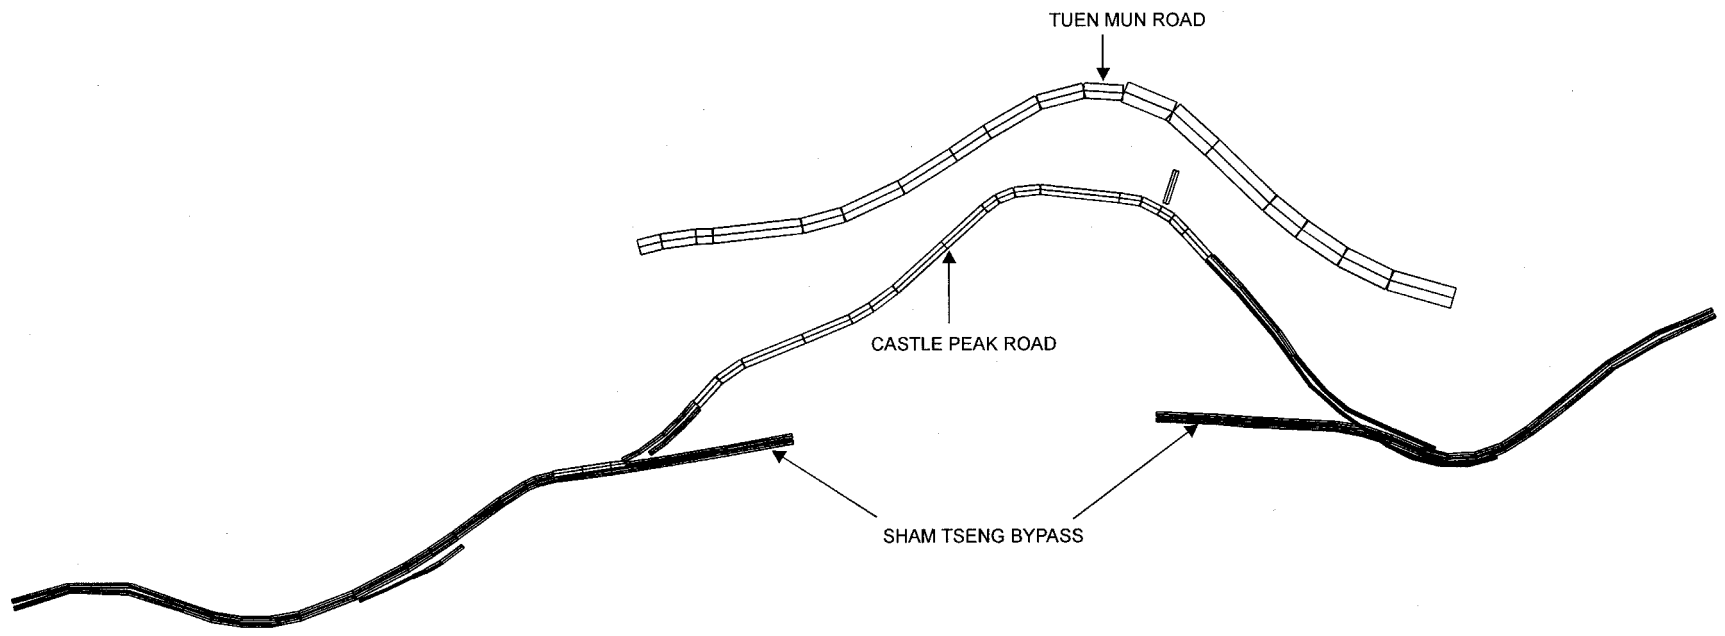 TUEN MUN ROAD
CASTLE PEAK ROAD
SHAM TSENG BYPASS